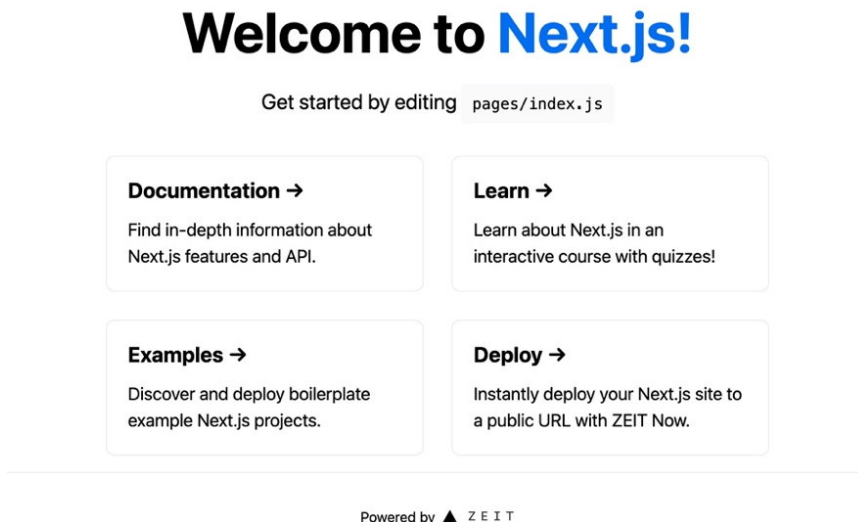 Welcome to Next.js!
Get started by editing pages/index.js
Documentation →
Find in-depth information about
Next.js features and API.
Learn →
Learn about Next.js in an
interactive course with quizzes!
Examples →
Discover and deploy boilerplate
example Next.js projects.
Deploy →
Instantly deploy your Next.js site to
a public URL with ZEIT Now.
Powered by ▲ ZEIT